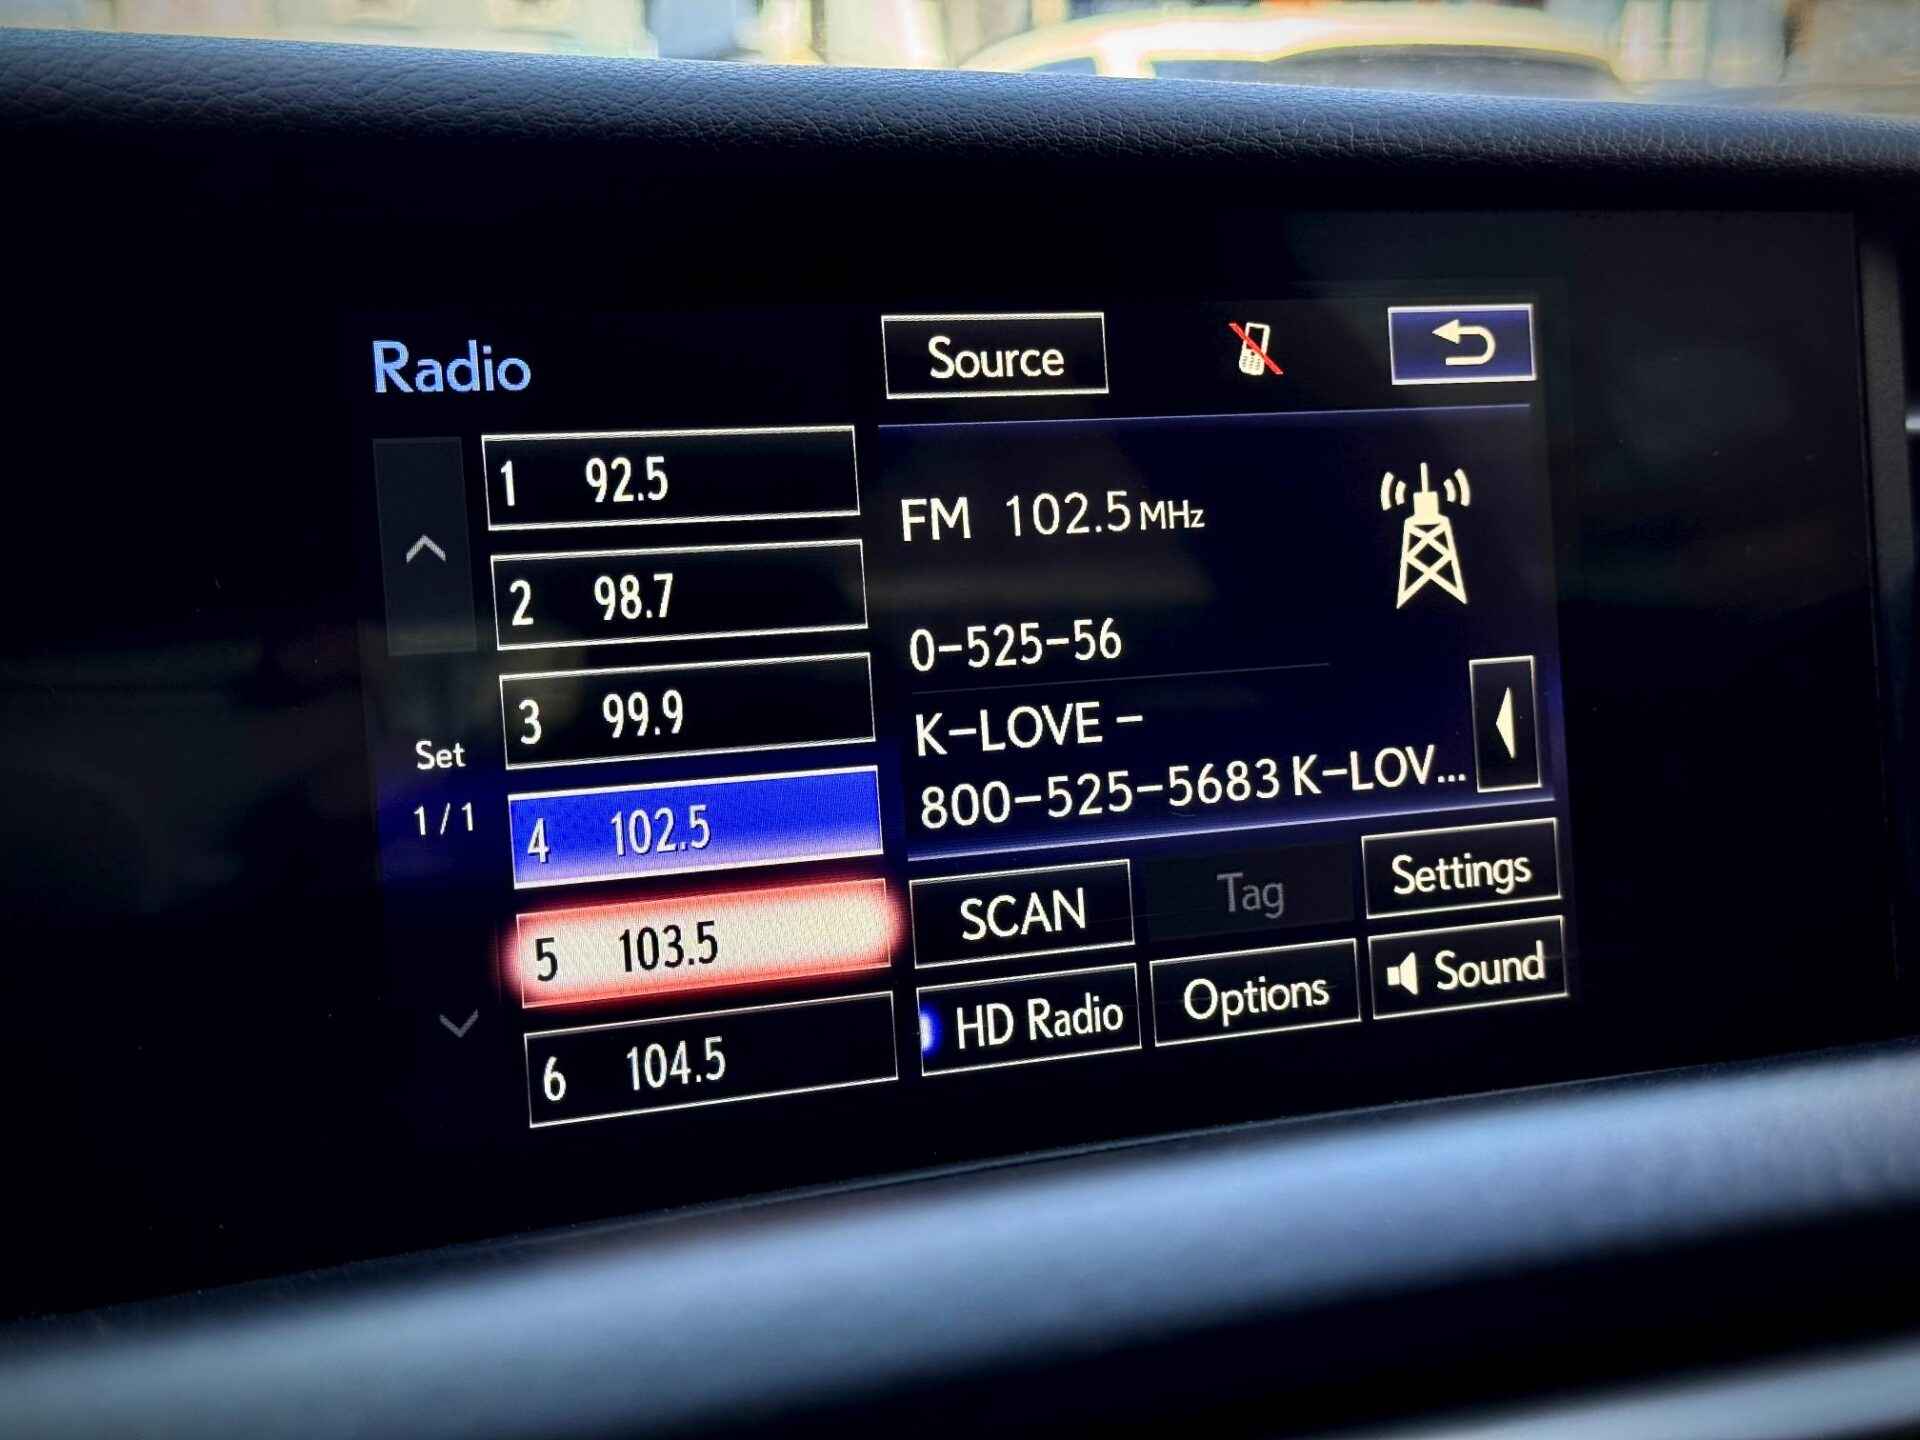 Radio
Source
1 92.5
2 98.7
3 99.9
Set
1/1
4 102.5
5 103.5
6 104.5
FM 102.5 MHz
0-525-56
K-LOVE -
800-525-5683 K-LOV...
SCAN
Tag
Settings
HD Radio
Options
Sound